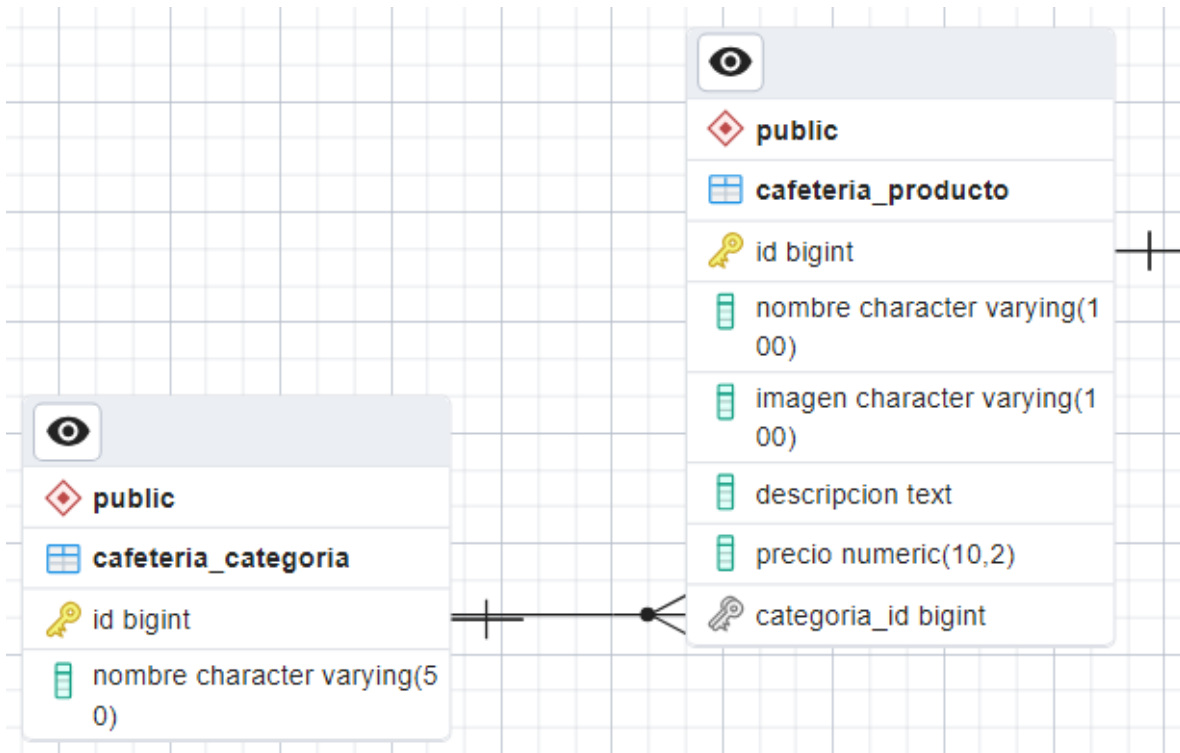 public
cafeteria_producto
id bigint
nombre character varying(1
00)
imagen character varying(1
00)
descripcion text
precio numeric(10,2)
categoria_id bigint
public
cafeteria_categoria
id bigint
nombre character varying(5
0)